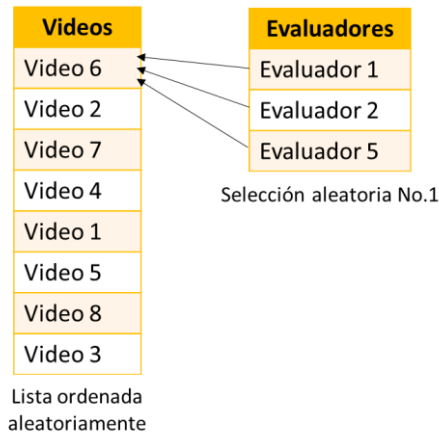 Videos
Video 6
Video 2
Video 7
Video 4
Video 1
Video 5
Video 8
Video 3
Lista ordenada
aleatoriamente
Evaluadores
Evaluador 1
Evaluador 2
Evaluador 5
Selección aleatoria No.1